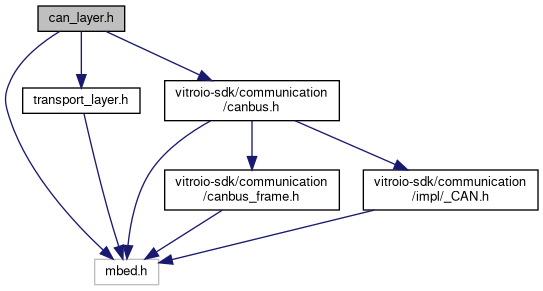 can_layer.h
transport_layer.h
vitroio-sdk/communication
/canbus.h
vitroio-sdk/communication
/canbus_frame.h
vitroio-sdk/communication
/impl/_CAN.h
mbed.h